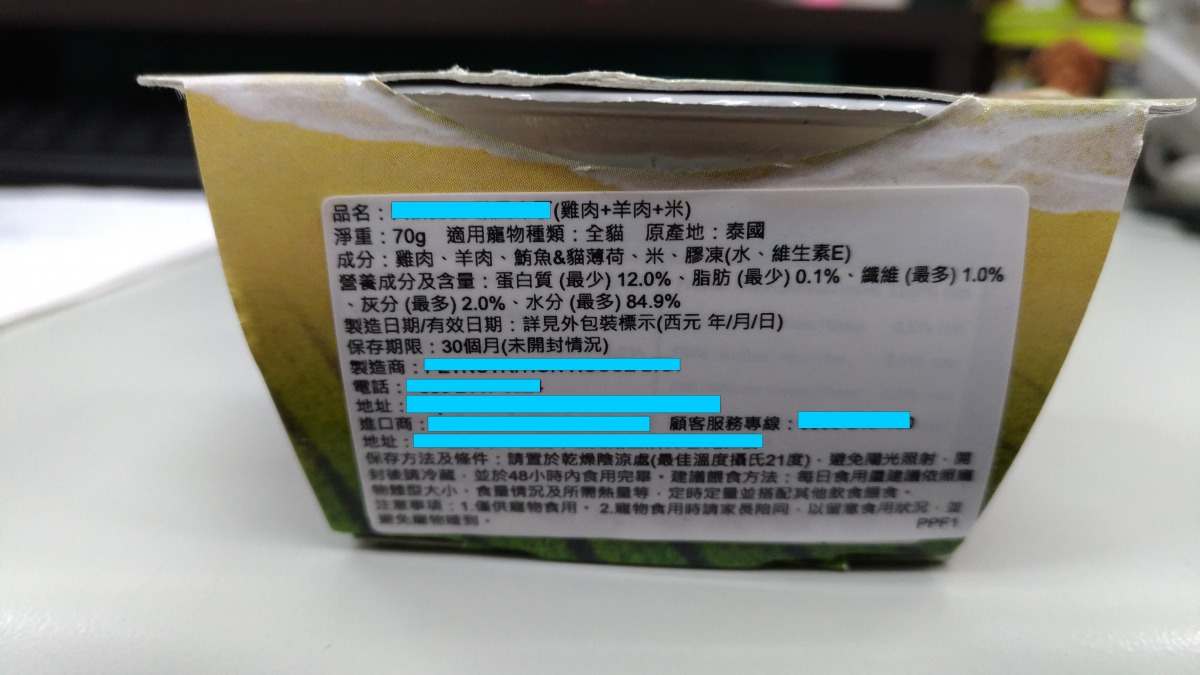 品名：(雞肉+羊肉+米)
淨重：70g 適用寵物種類：全貓 原產地：泰國
成分：雞肉、羊肉、鮪魚&貓薄荷、米、膠凍(水、維生素E)
營養成分及含量：蛋白質 (最少) 12.0%、脂肪 (最少) 0.1%、纖維 (最多) 1.0%
、灰分 (最多) 2.0%、水分 (最多) 84.9%
製造日期/有效日期：詳見外包裝標示(西元 年/月/日)
保存期限：30個月(未開封情況)
製造商：
電話：
地址：
進口商： 顧客服務專線：
地址：
保存方法及條件：請置於乾燥陰涼處(最佳溫度攝氏21度)，避免陽光照射，開
封後請冷藏，並於48小時內食用完畢。建議餵食方法：每日食用量建議依照寵
物體型大小、食量情況及所需熱量等，定時定量並搭配其他飲食餵食。
注意事項：1.僅供寵物食用。 2.寵物食用時請家長陪同，以留意食用狀況，並
避免寵物噎到。 PPF1